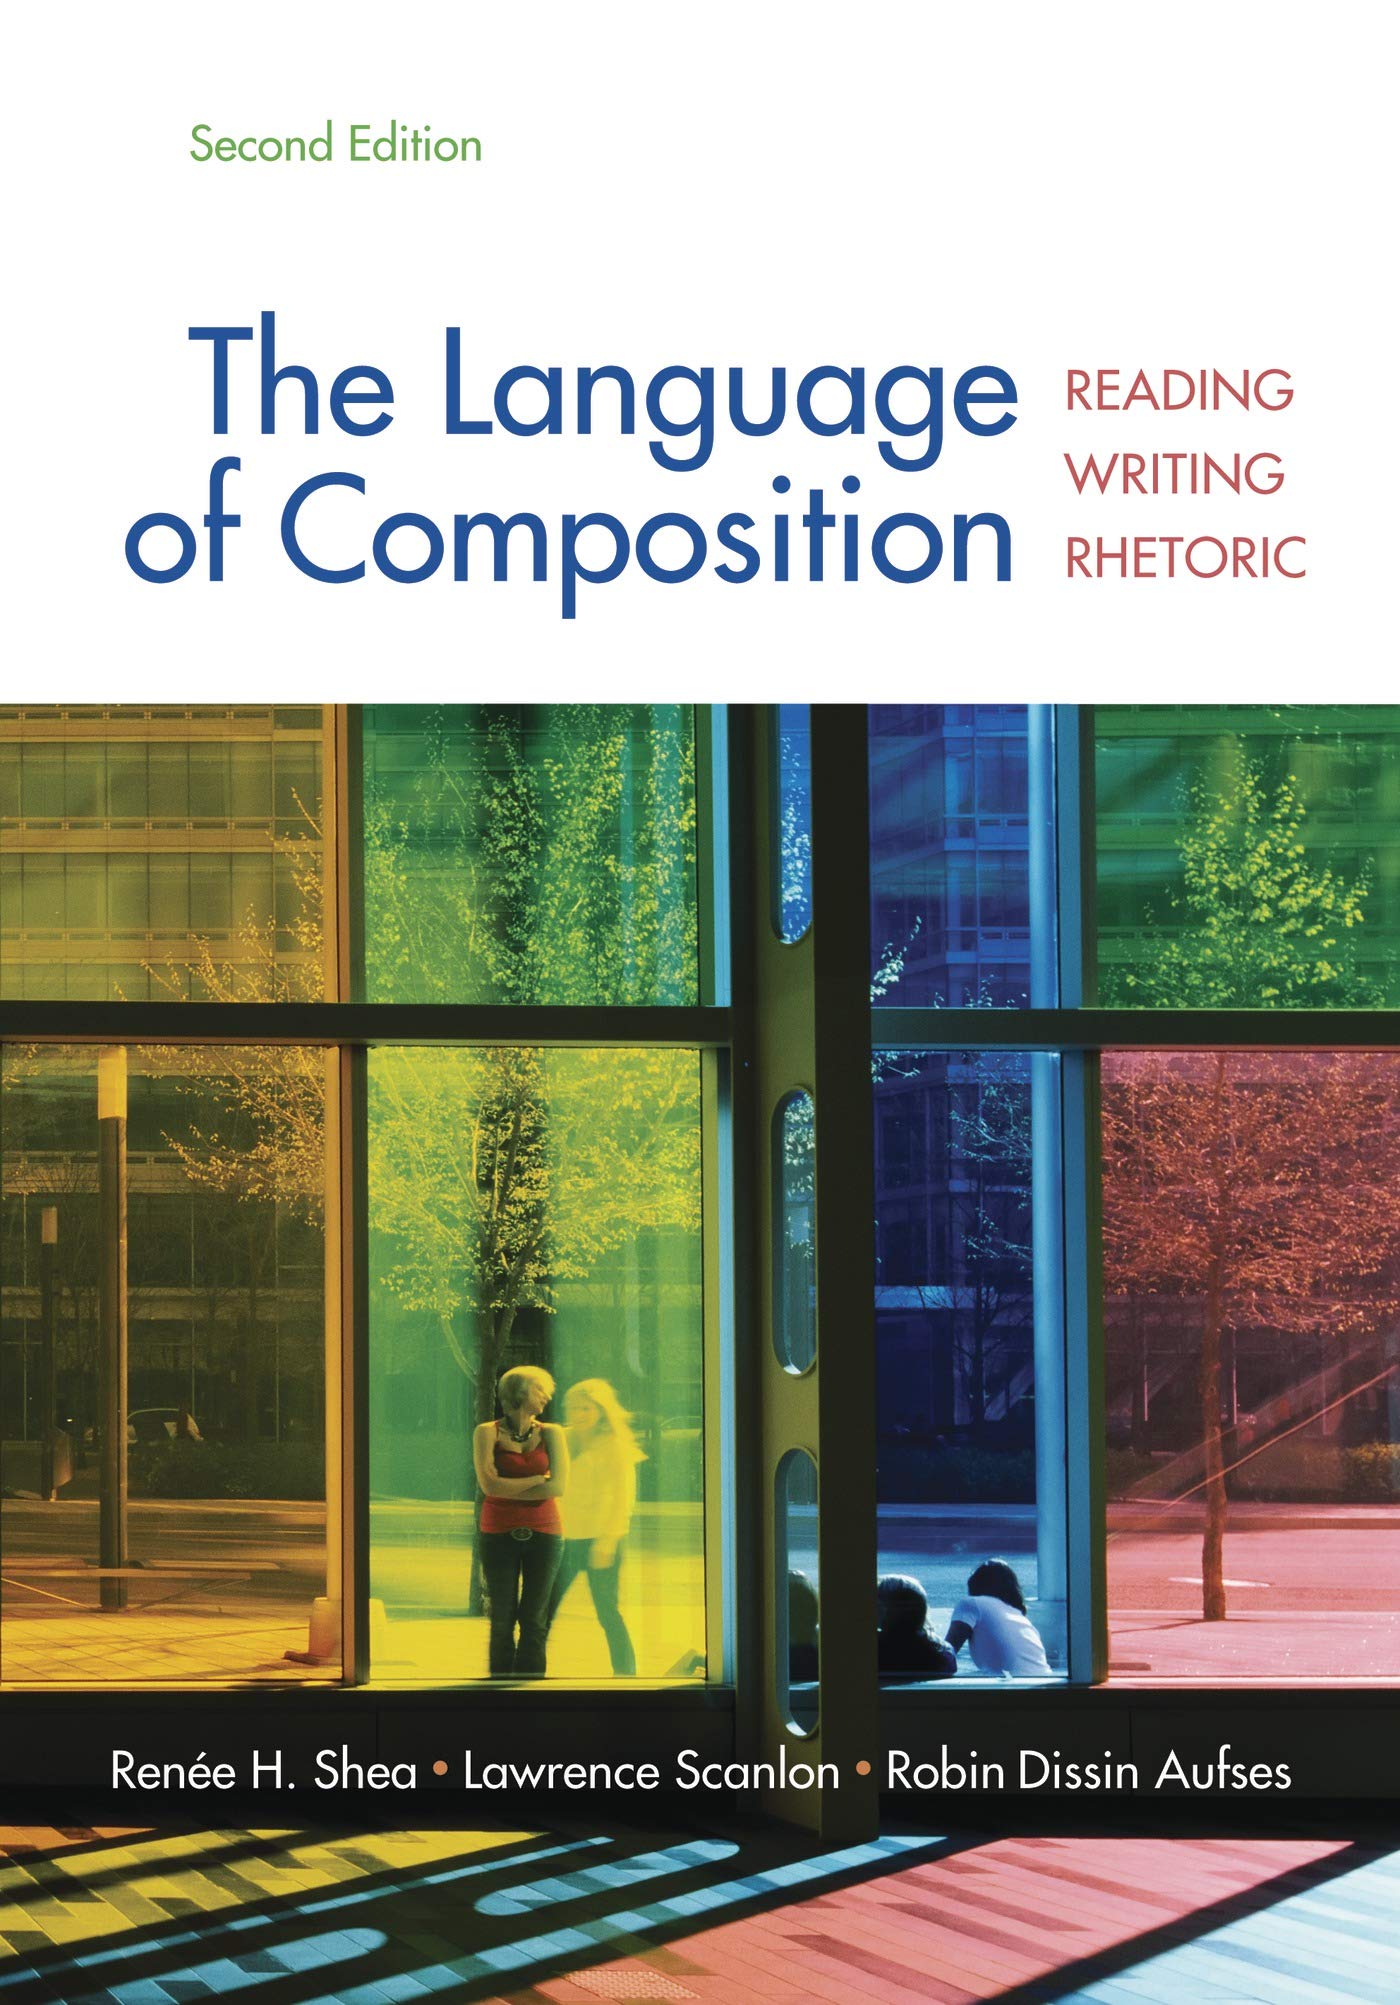 Second Edition
The Language
of Composition
READING
WRITING
RHETORIC
Renée H. Shea • Lawrence Scanlon • Robin Dissin Aufses